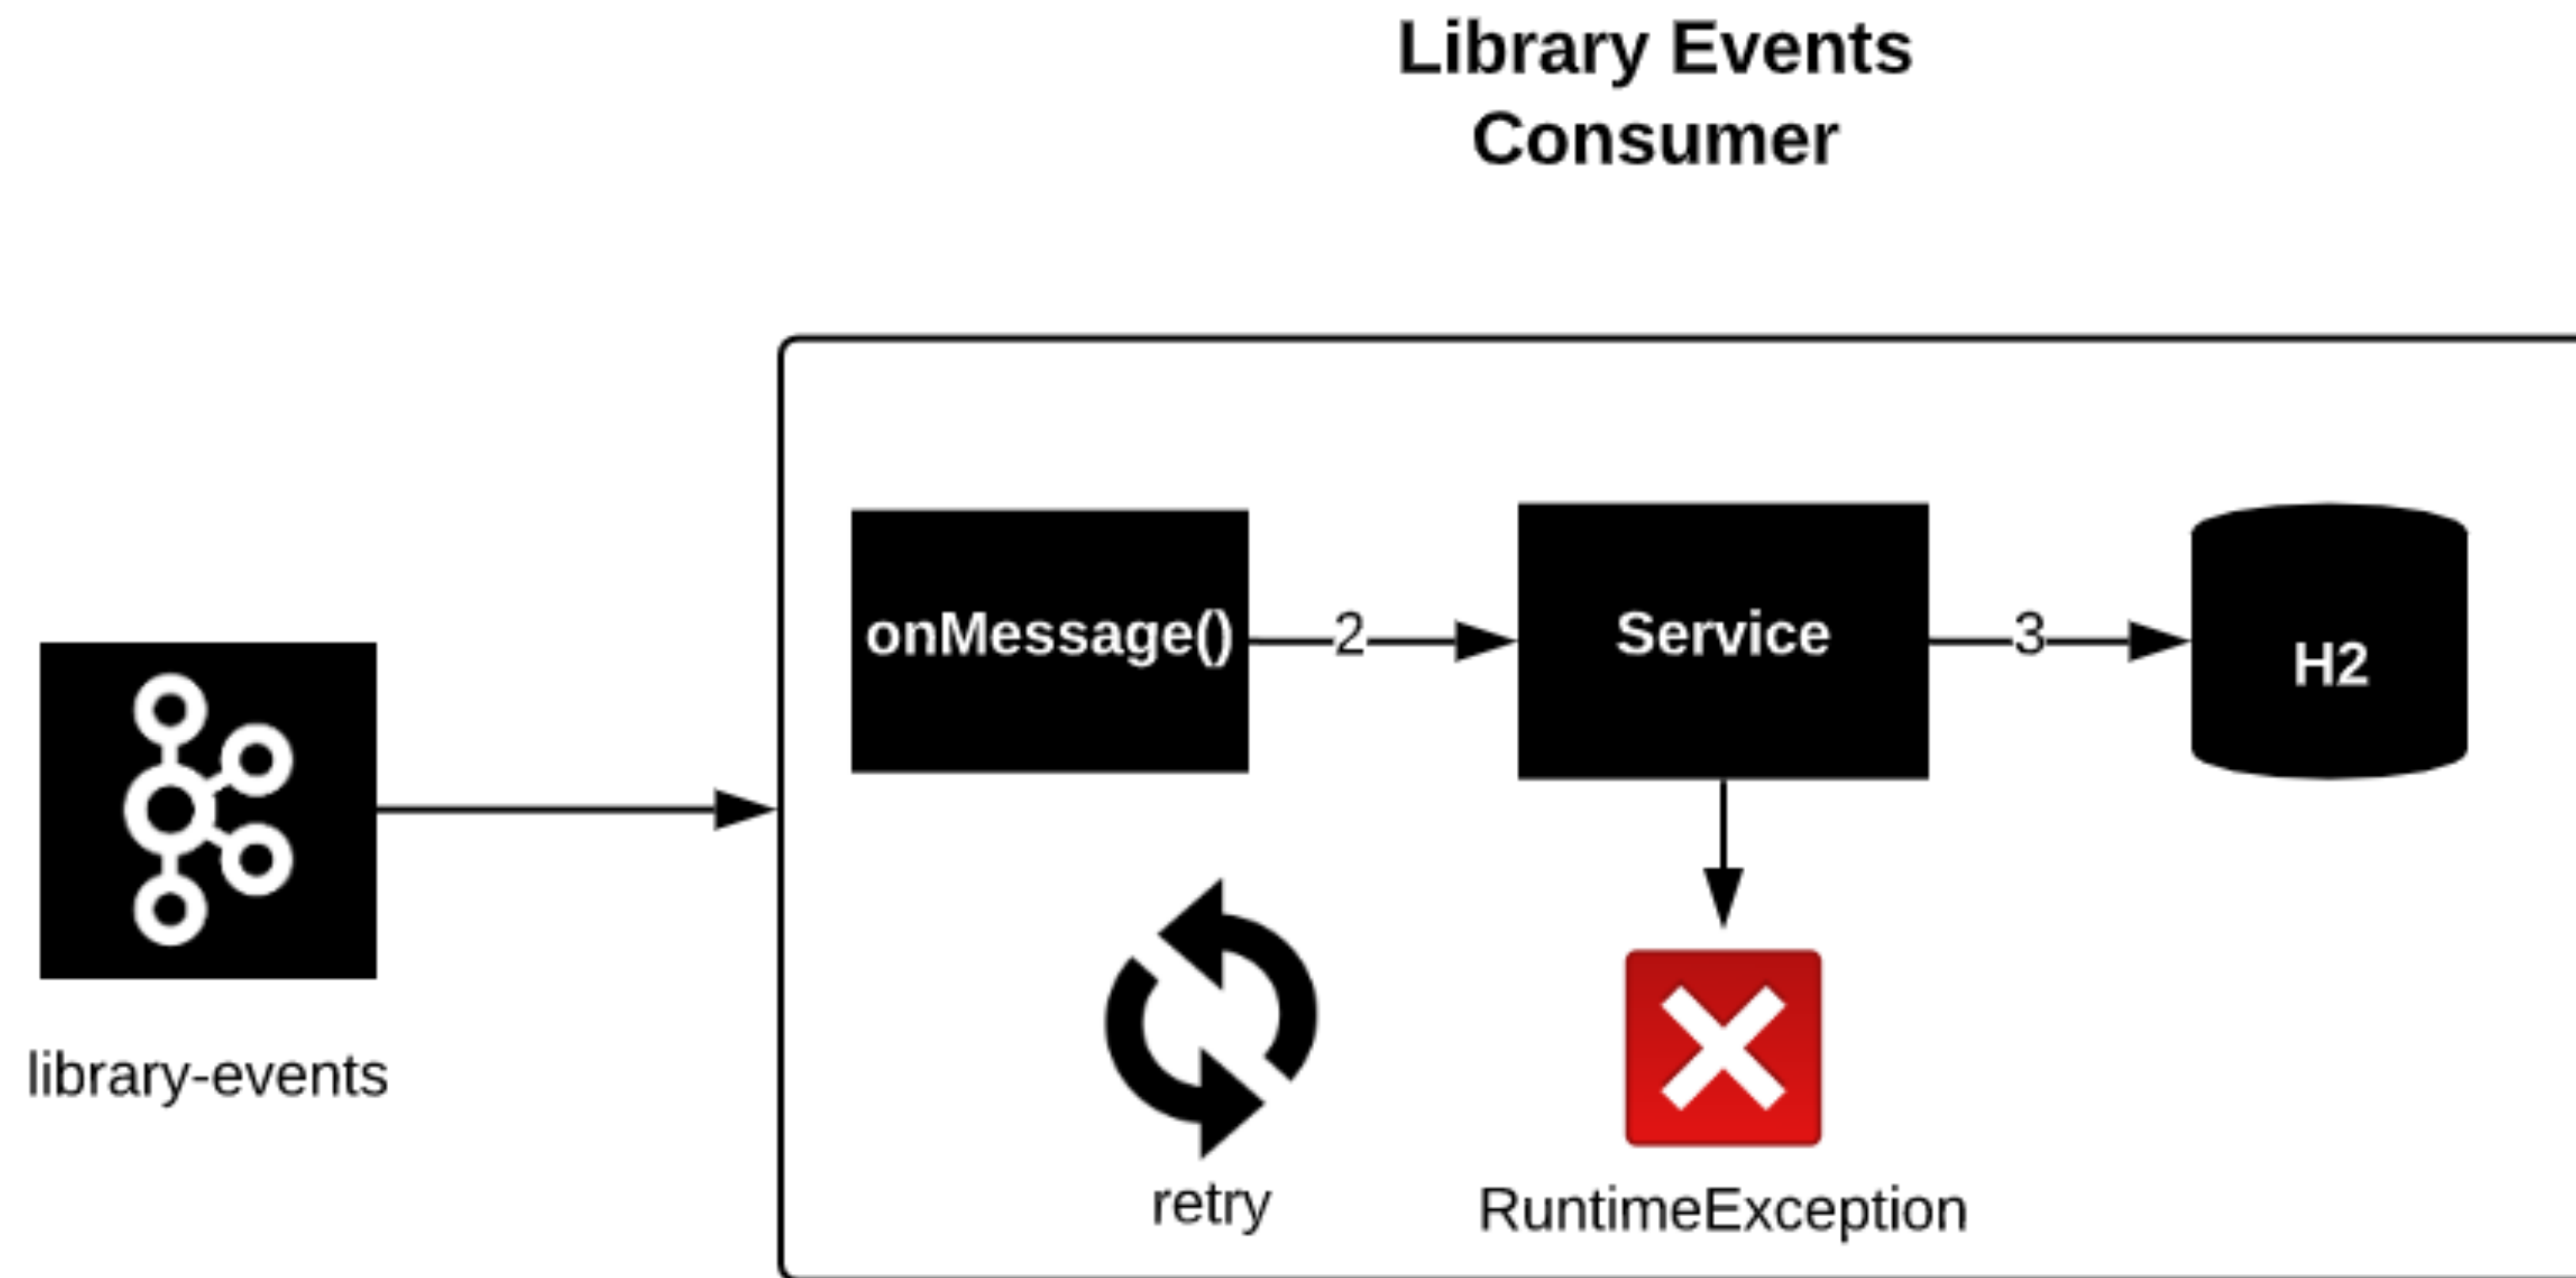 Library Events
Consumer
onMessage()
2
Service
3
H2
library-events
retry
RuntimeException